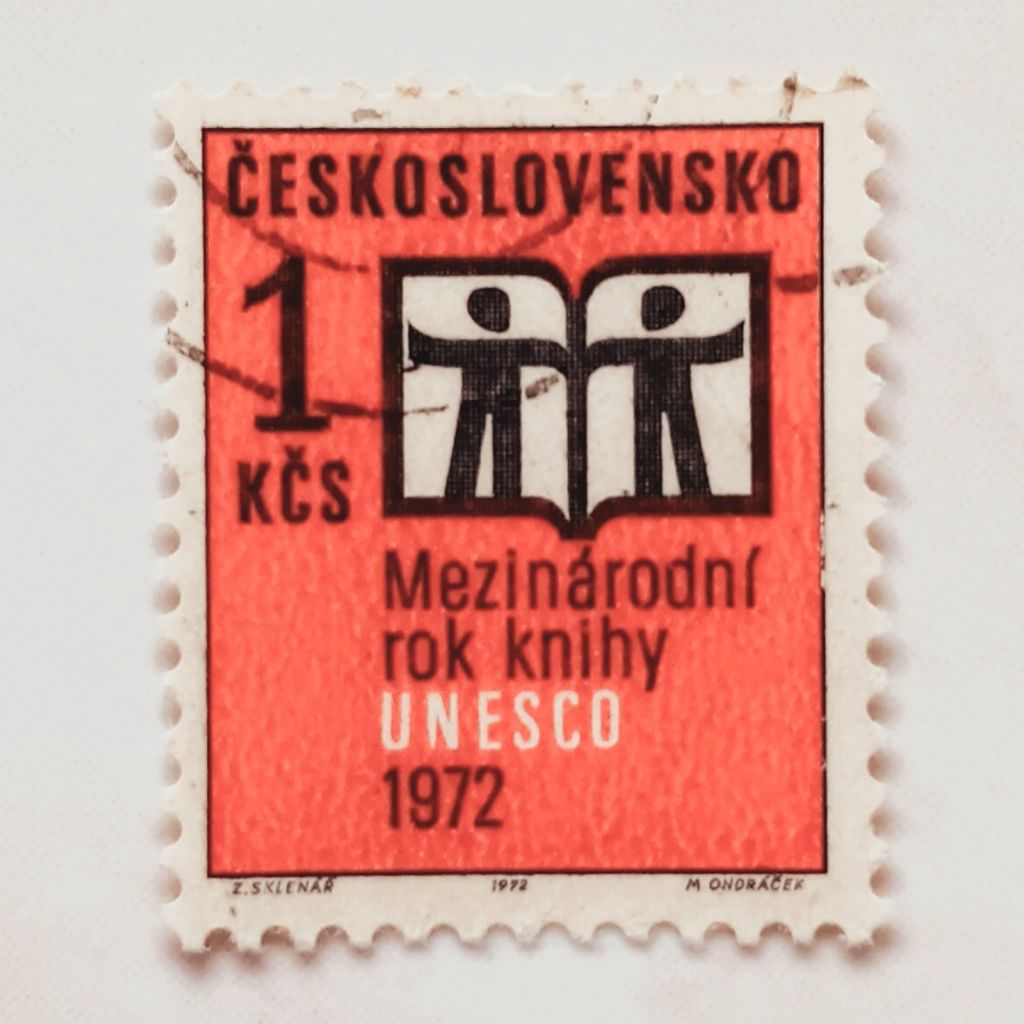 ČESKOSLOVENSKO
1
KČS
Mezinárodní
rok knihy
UNESCO
1972
Z. SKLENÁŘ 1972 M ONDRÁČEK